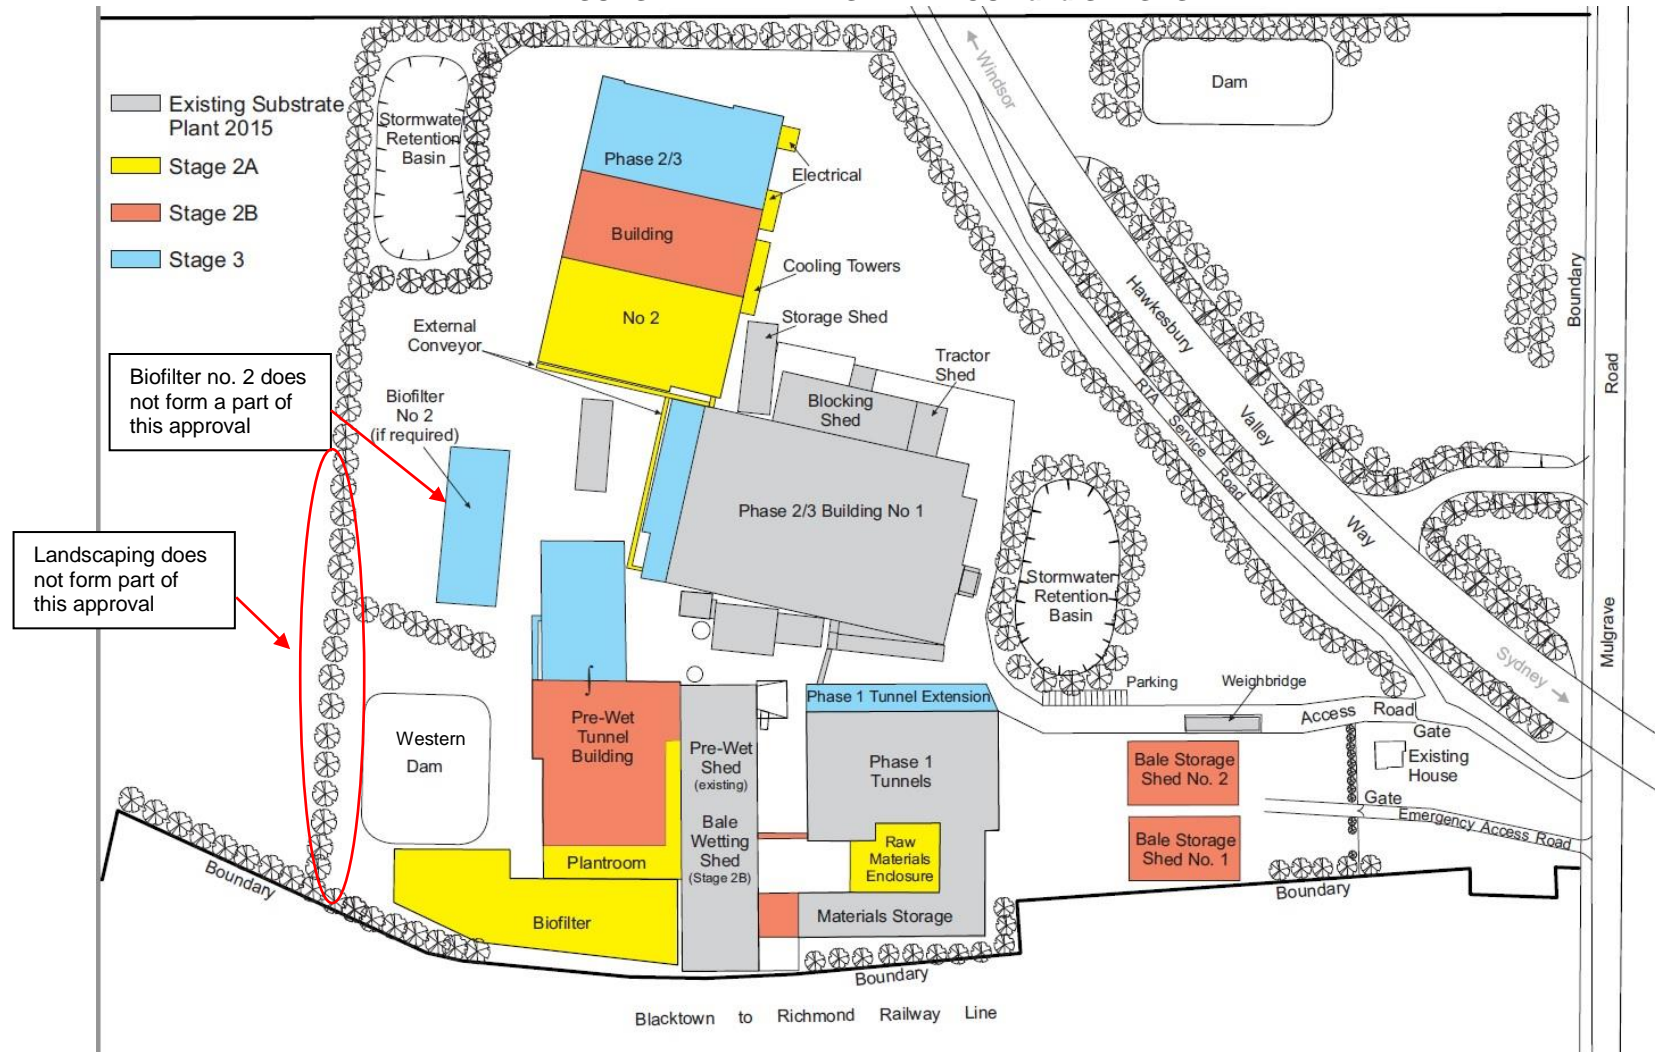 Existing Substrate
Plant 2015
Stage 2A
Stage 2B
Stage 3
Stormwater
Retention
Basin
Phase 2/3
Building
No 2
Electrical
Cooling Towers
Storage Shed
External
Conveyor
Tractor
Shed
Blocking
Shed
Biofilter no. 2 does
not form a part of
this approval
Biofilter
No 2
(if required)
Phase 2/3 Building No 1
Landscaping does
not form part of
this approval
Windsor
Dam
Hawkesbury
Valley
Way
RTA Service Road
Sydney
Boundary
Road
Mulgrave
Stormwater
Retention
Basin
Parking
Weighbridge
Access Road
Gate
Existing
House
Gate
Emergency Access Road
Phase 1 Tunnel Extension
Phase 1
Tunnels
Pre-Wet
Tunnel
Building
Pre-Wet
Shed
(existing)
Bale
Wetting
Shed
(Stage 2B)
Western
Dam
Bale Storage
Shed No. 2
Bale Storage
Shed No. 1
Plantroom
Raw
Materials
Enclosure
Biofilter
Materials Storage
Boundary
Boundary
Boundary
Blacktown to Richmond Railway Line